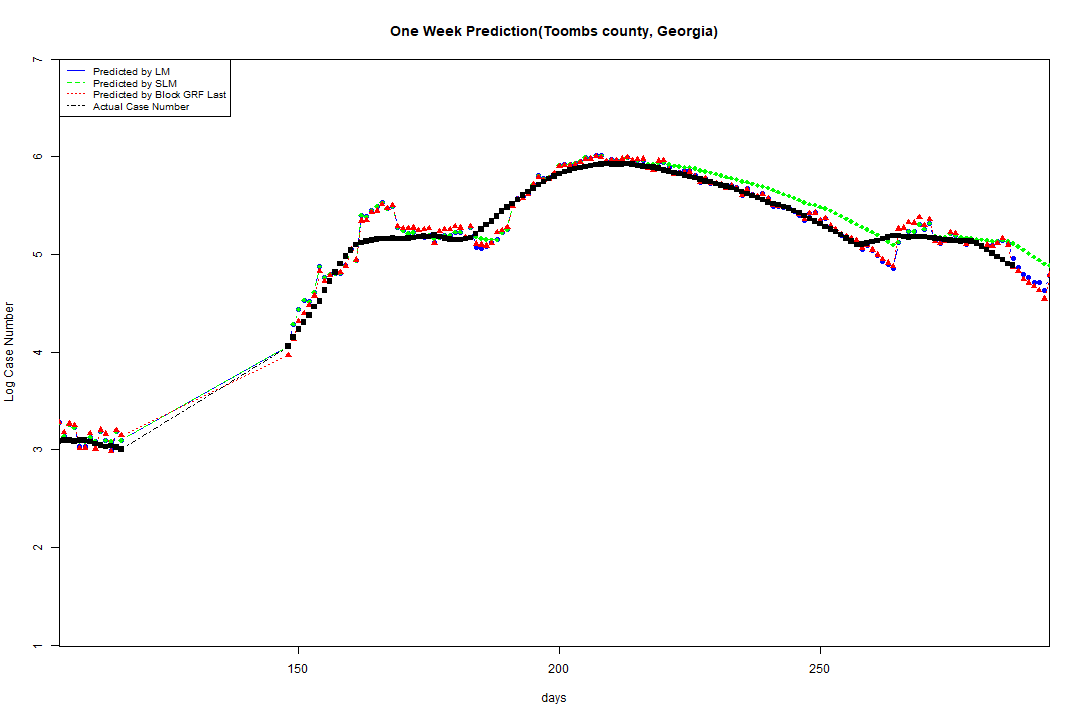 One Week Prediction(Toombs county, Georgia)
Predicted by LM
Predicted by SLM
Predicted by Block GRF Last
Actual Case Number
7
6
5
4
3
2
1
Log Case Number
150 200 250
days